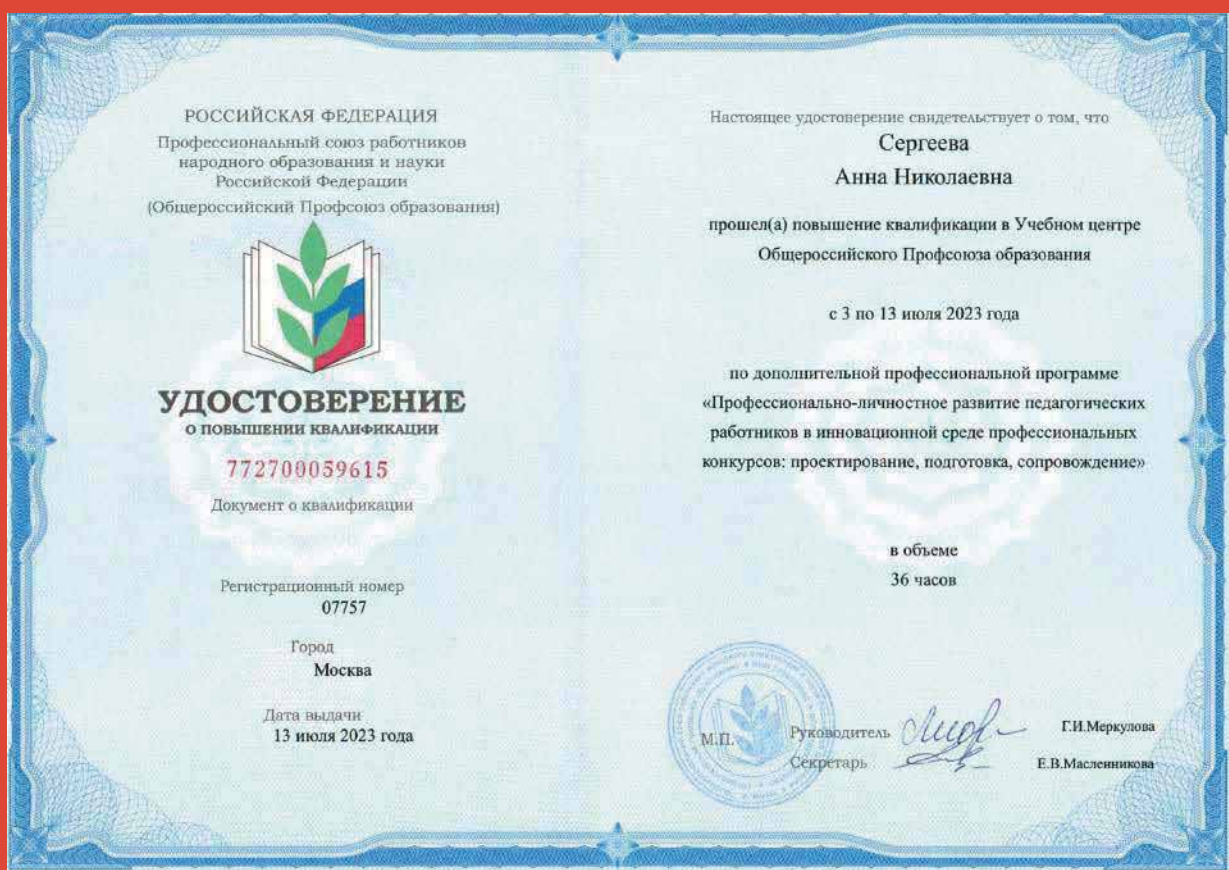 РОССИЙСКАЯ ФЕДЕРАЦИЯ
Профессиональный союз работников
народного образования и науки
Российской Федерации
(Общероссийский Профсоюз образования)
УДОСТОВЕРЕНИЕ
О ПОВЫШЕНИИ КВАЛИФИКАЦИИ
772700059615
Документ о квалификации
Регистрационный номер
07757
Город
Москва
Дата выдачи
13 июля 2023 года
Настоящее удостоверение свидетельствует о том, что
Сергеева
Анна Николаевна
прошел(а) повышение квалификации в Учебном центре
Общероссийского Профсоюза образования
с 3 по 13 июля 2023 года
по дополнительной профессиональной программе
«Профессионально-личностное развитие педагогических
работников в инновационной среде профессиональных
конкурсов: проектирование, подготовка, сопровождение»
в объеме
36 часов
М.П.
Руководитель
Г.И.Меркулова
Секретарь
Е.В.Масленникова